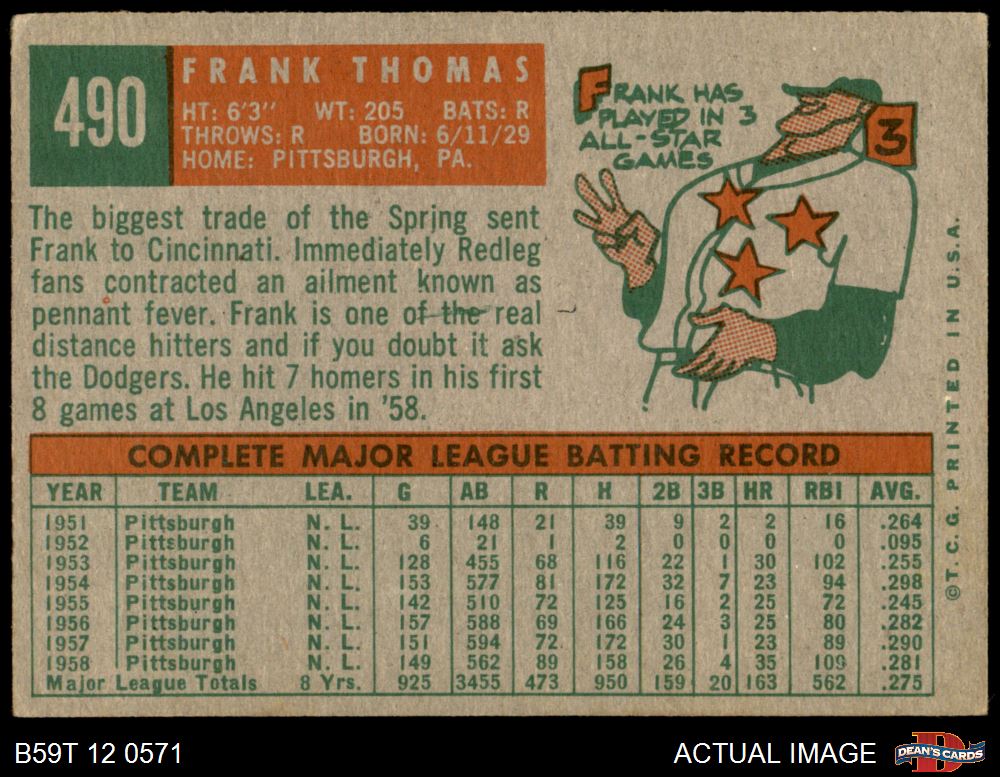 490
FRANK THOMAS
HT: 6'3" WT: 205 BATS: R
THROWS: R BORN: 6/11/29
HOME: PITTSBURGH, PA.
The biggest trade of the Spring sent
Frank to Cincinnati. Immediately Redleg
fans contracted an ailment known as
pennant fever. Frank is one of the real
distance hitters and if you doubt it ask
the Dodgers. He hit 7 homers in his first
8 games at Los Angeles in '58.
FRANK HAS
PLAYED IN 3
ALL-STAR
GAMES
3
COMPLETE MAJOR LEAGUE BATTING RECORD
YEAR TEAM LEA. G AB R H 2B 3B HR RBI AVG.
1951 Pittsburgh N. L. 39 148 21 39 9 2 2 16 .264
1952 Pittsburgh N. L. 6 21 1 2 0 0 0 0 .095
1953 Pittsburgh N. L. 128 455 68 116 22 1 30 102 .255
1954 Pittsburgh N. L. 153 577 81 172 32 7 23 94 .298
1955 Pittsburgh N. L. 142 510 72 125 16 2 25 72 .245
1956 Pittsburgh N. L. 157 588 69 166 24 3 25 80 .282
1957 Pittsburgh N. L. 151 594 72 172 30 1 23 89 .290
1958 Pittsburgh N. L. 149 562 89 158 26 4 35 109 .281
Major League Totals 8 Yrs. 925 3455 473 950 159 20 163 562 .275
©T. C. G. PRINTED IN U.S.A.
B59T 12 0571
ACTUAL IMAGE
D
DEAN'S CARDS